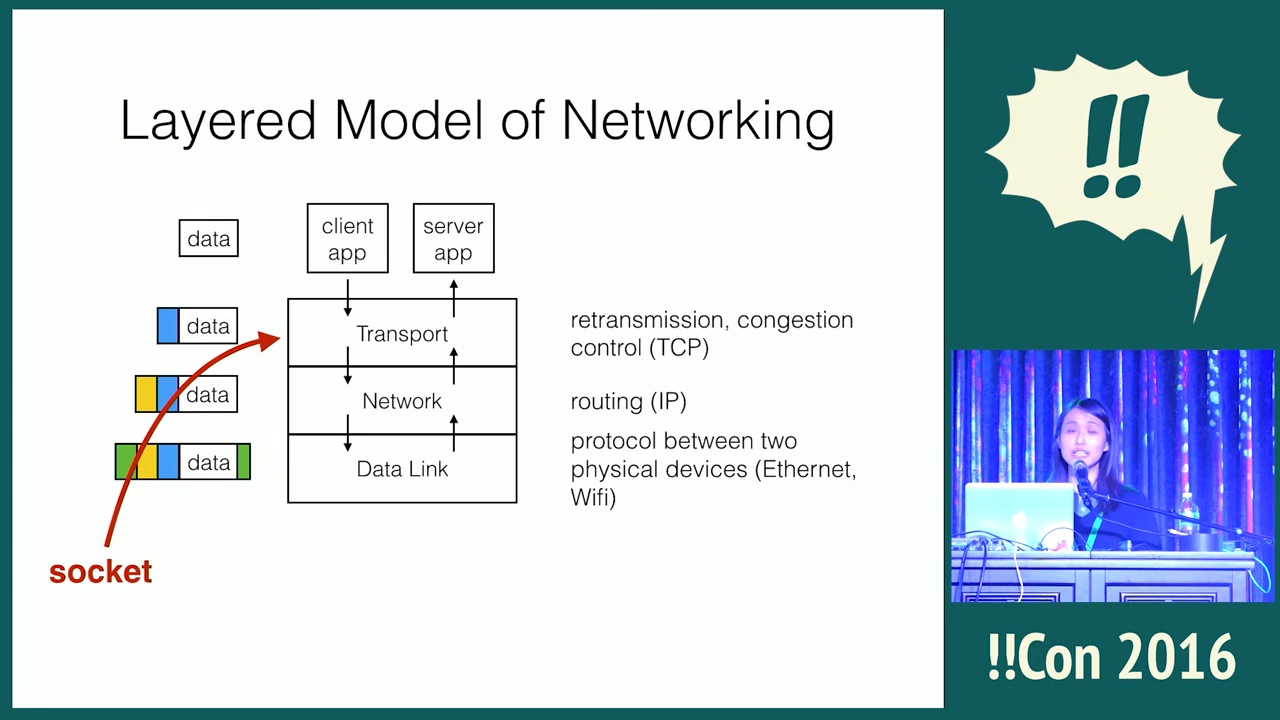 Layered Model of Networking
!!
data
client
app
server
app
data
Transport
retransmission, congestion
control (TCP)
data
Network
routing (IP)
data
Data Link
protocol between two
physical devices (Ethernet,
Wifi)
socket
!!Con 2016